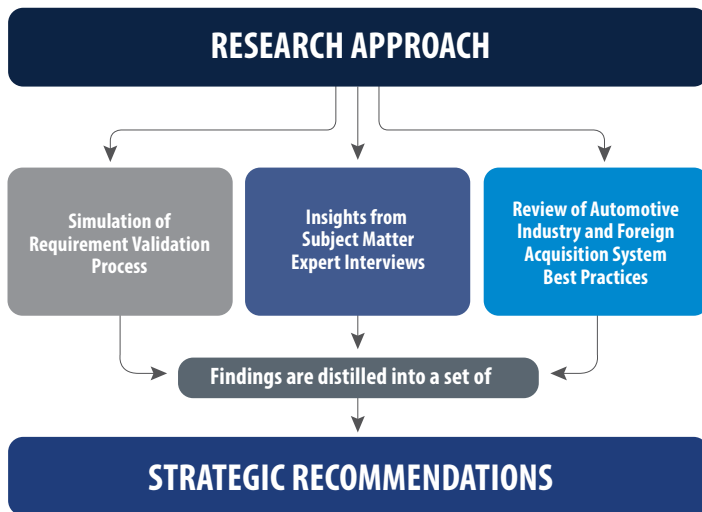 RESEARCH APPROACH
Simulation of
Requirement Validation
Process
Insights from
Subject Matter
Expert Interviews
Review of Automotive
Industry and Foreign
Acquisition System
Best Practices
Findings are distilled into a set of
STRATEGIC RECOMMENDATIONS